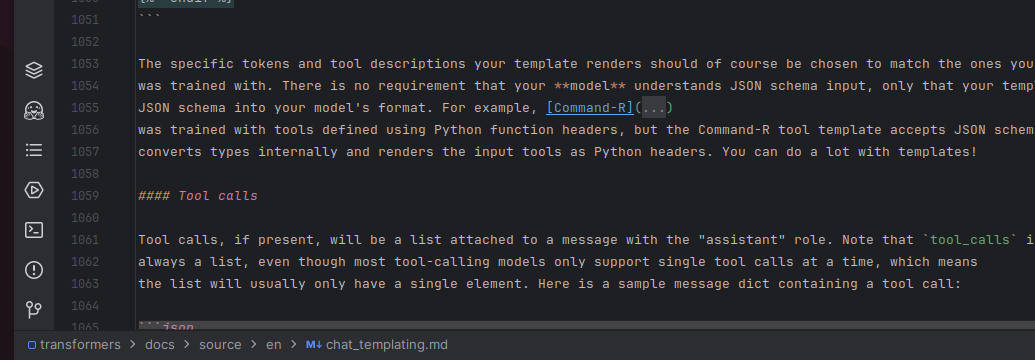 1051 ```
1052
1053 The specific tokens and tool descriptions your template renders should of course be chosen to match the ones you
1054 was trained with. There is no requirement that your **model** understands JSON schema input, only that your temp
1055 JSON schema into your model's format. For example, [Command-R](...)
1056 was trained with tools defined using Python function headers, but the Command-R tool template accepts JSON schem
1057 converts types internally and renders the input tools as Python headers. You can do a lot with templates!
1058
1059 #### Tool calls
1060
1061 Tool calls, if present, will be a list attached to a message with the "assistant" role. Note that `tool_calls` i
1062 always a list, even though most tool-calling models only support single tool calls at a time, which means
1063 the list will usually only have a single element. Here is a sample message dict containing a tool call:
1064
1065 ```json
transformers > docs > source > en > M↓ chat_templating.md